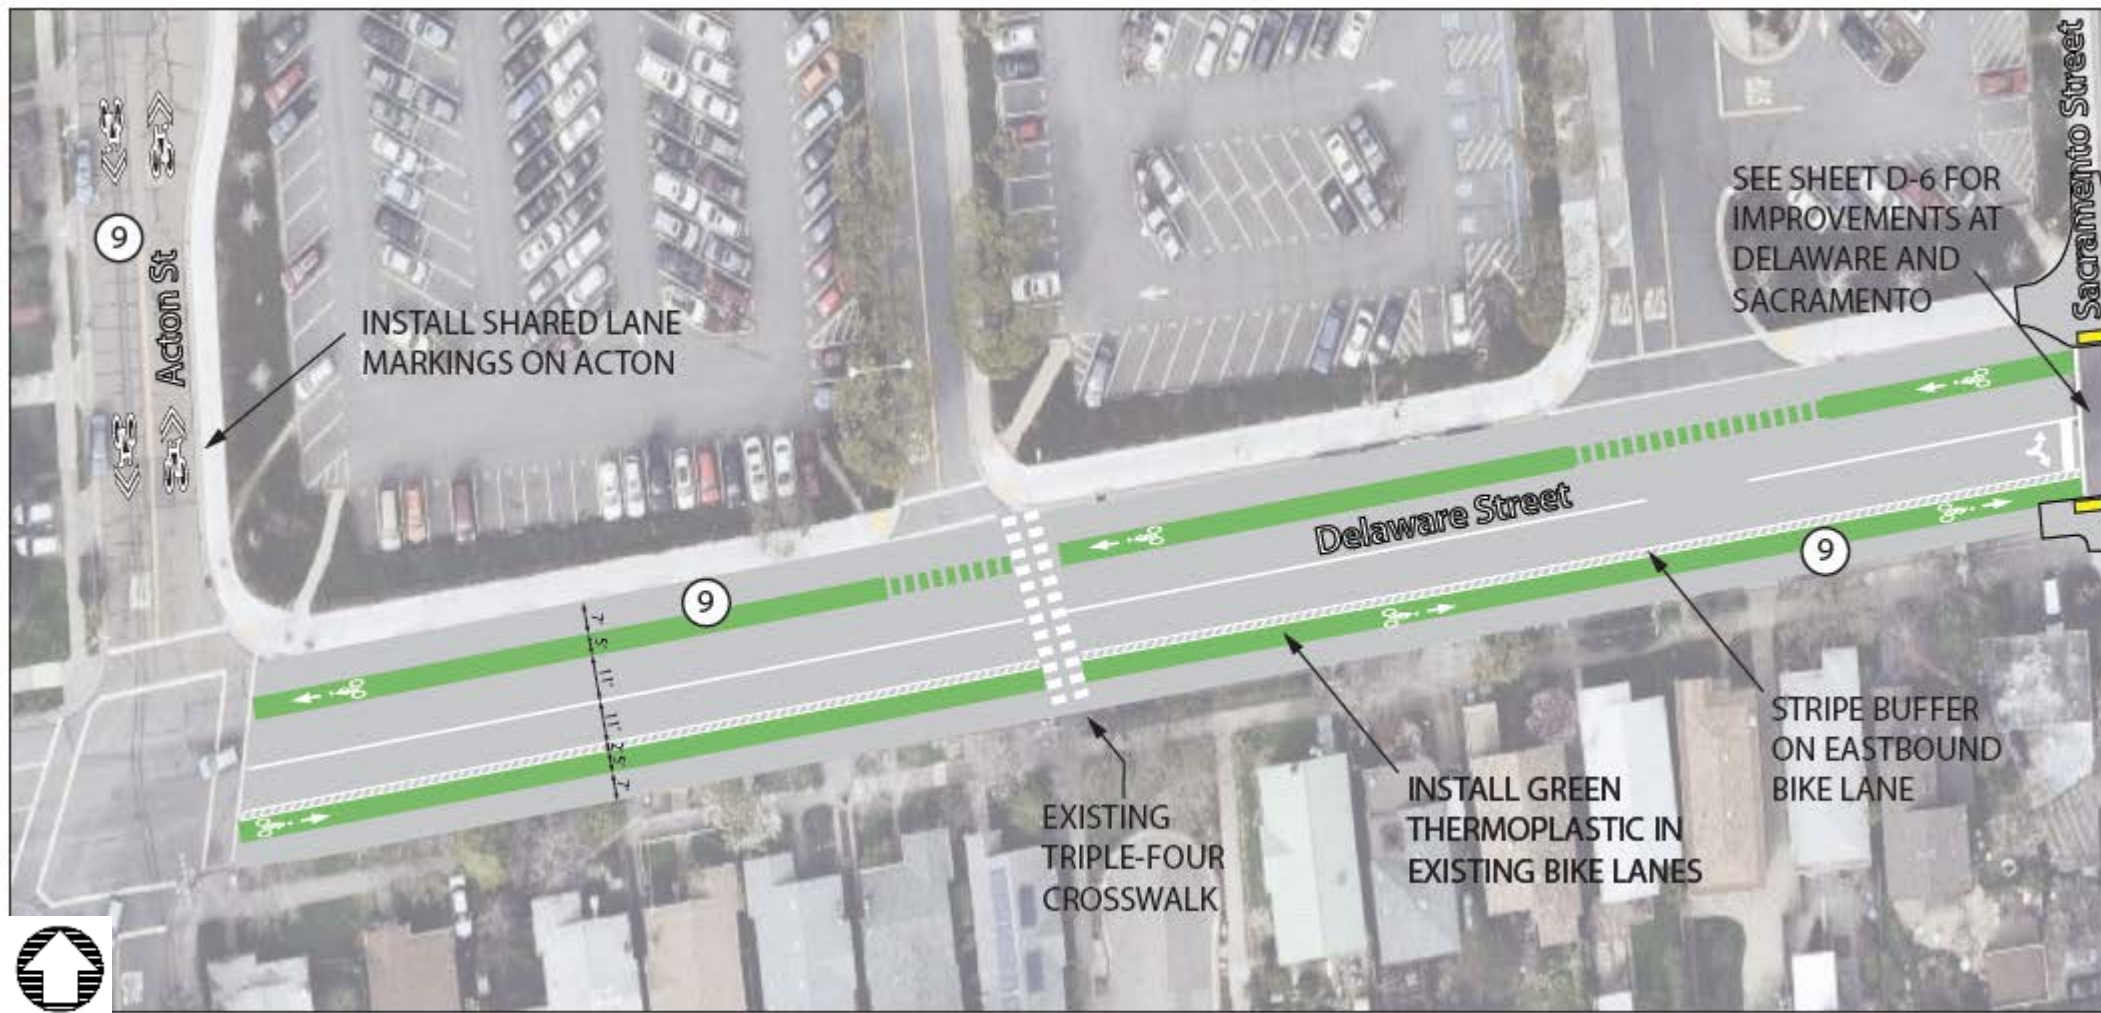 9
Acton St
INSTALL SHARED LANE
MARKINGS ON ACTON
SEE SHEET D-6 FOR
IMPROVEMENTS AT
DELAWARE AND
SACRAMENTO
Sacramento Street
STOP
Delaware Street
9
9
7'
5'
11'
11'
2'
5'
7'
EXISTING
TRIPLE-FOUR
CROSSWALK
INSTALL GREEN
THERMOPLASTIC IN
EXISTING BIKE LANES
STRIPE BUFFER
ON EASTBOUND
BIKE LANE